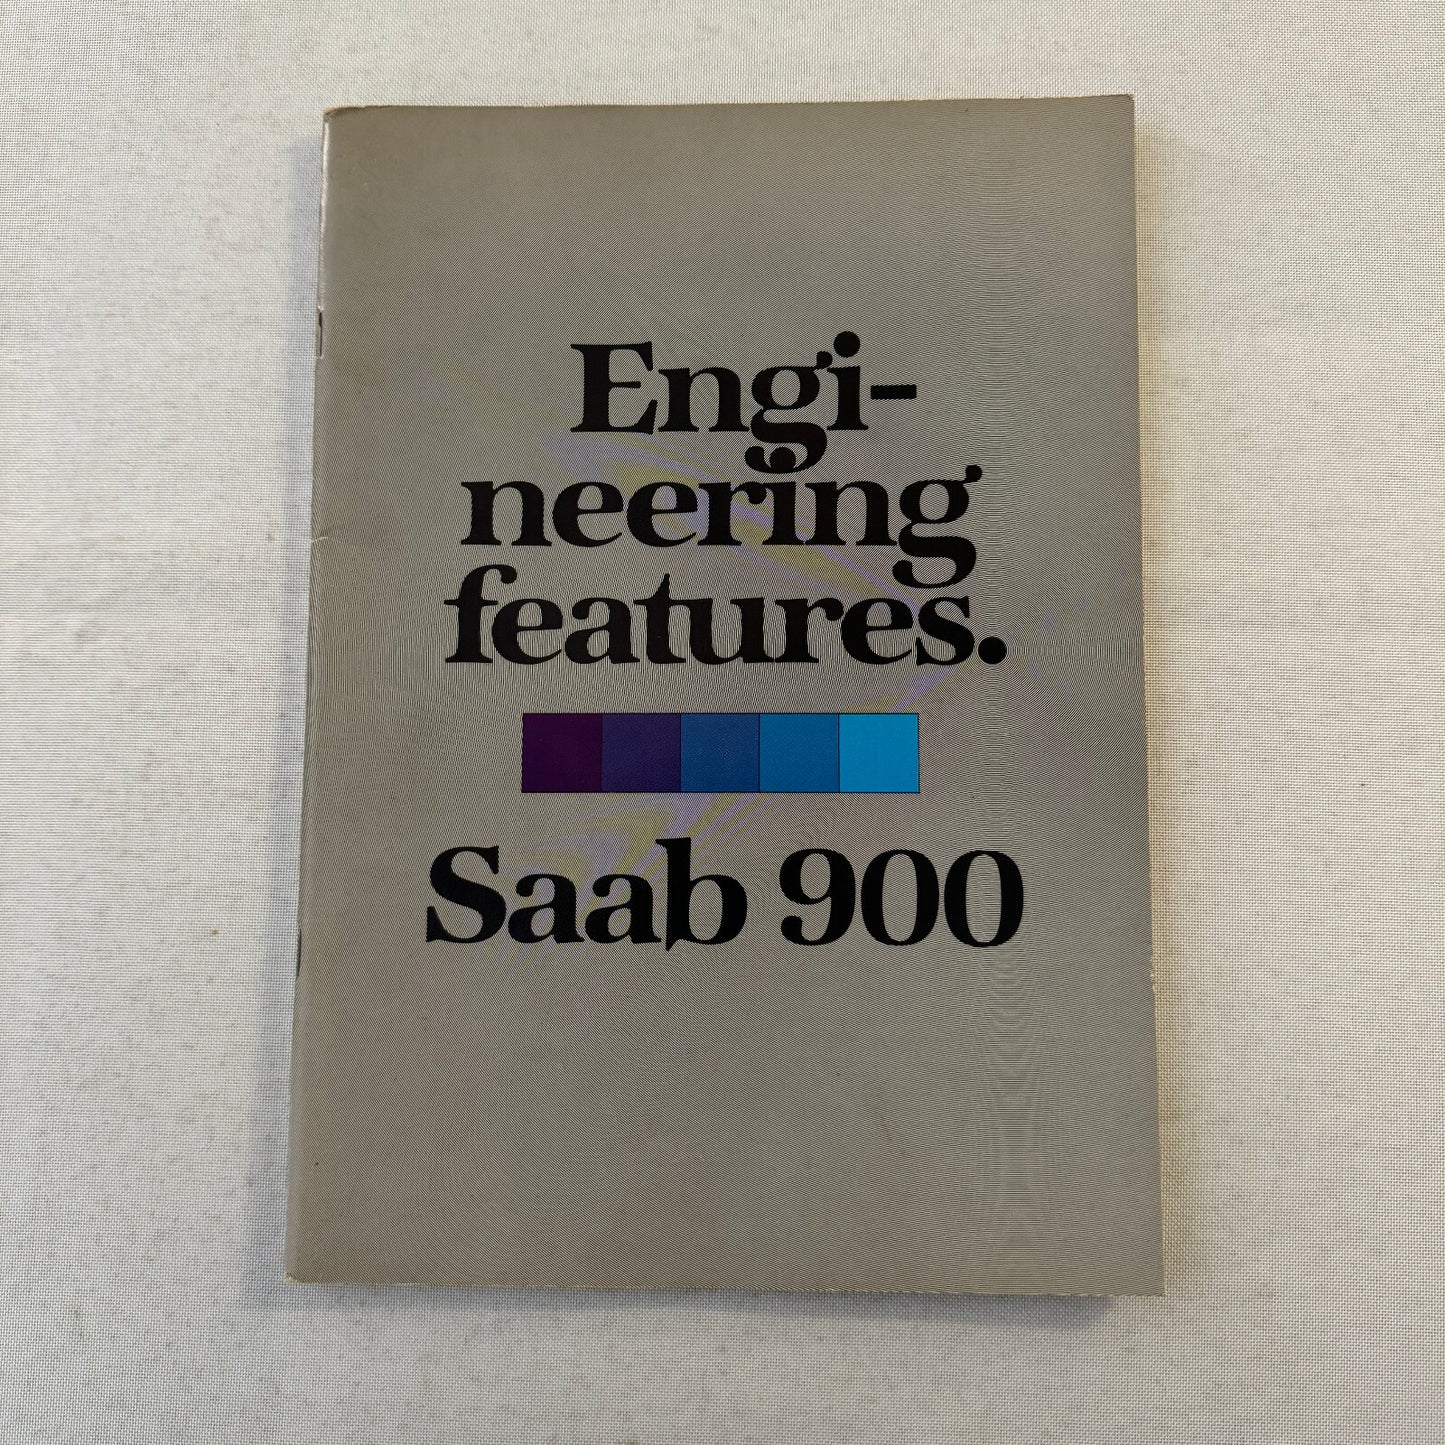 Engi-
neering
features.
Saab 900